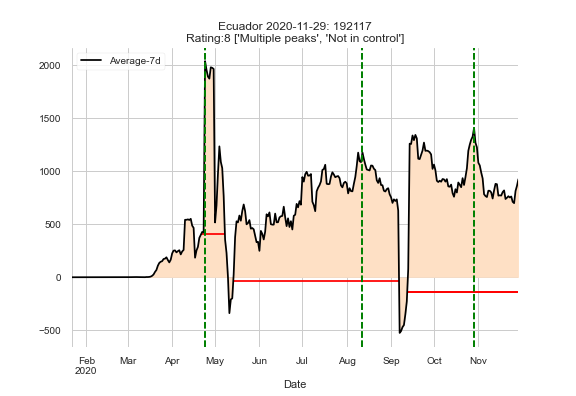 Ecuador 2020-11-29: 192117
Rating:8 ['Multiple peaks', 'Not in control']
Average-7d
2000
1500
1000
500
0
−500
Feb Mar Apr May Jun Jul Aug Sep Oct Nov
2020
Date